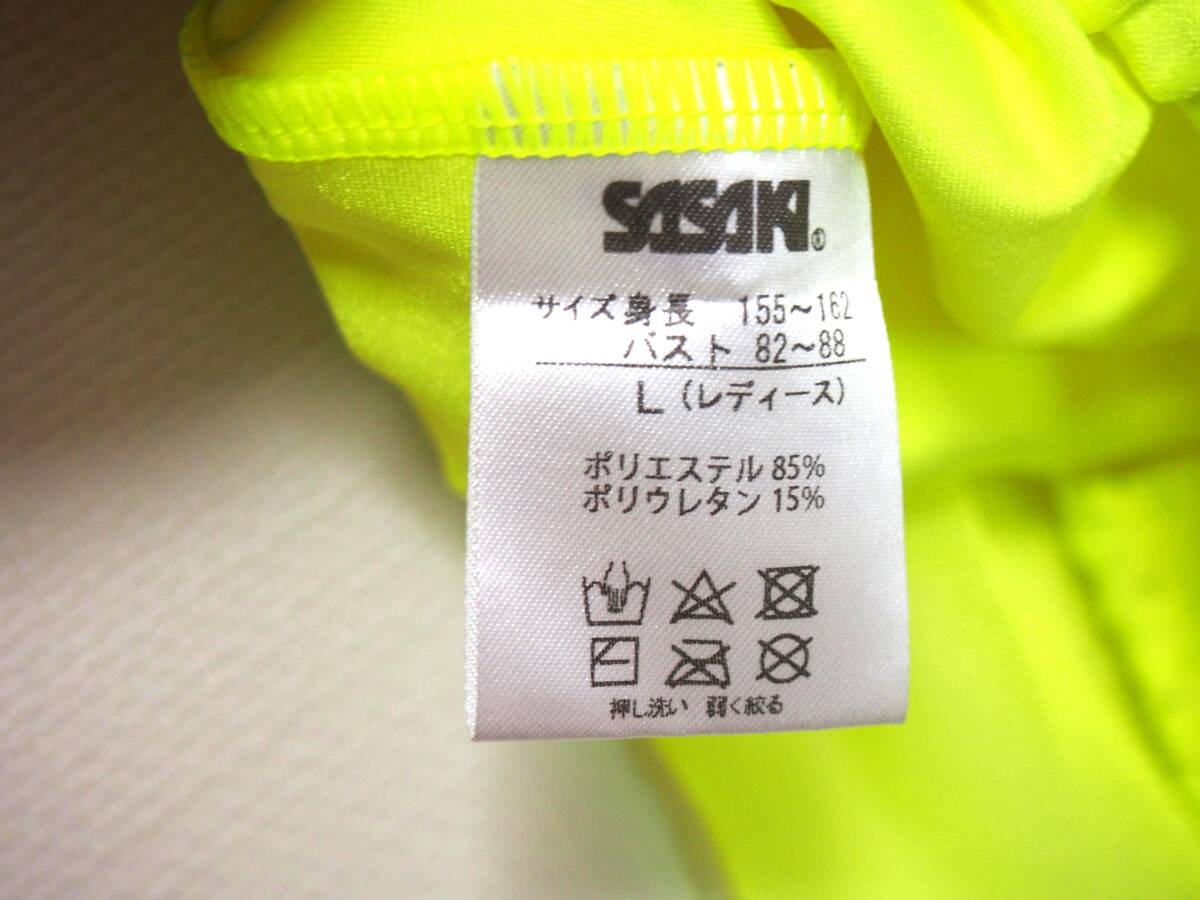 SASAKI®
サイズ 身長 155～162
バスト 82～88
L (レディース)
ポリエステル 85%
ポリウレタン 15%
押し洗い 弱く絞る